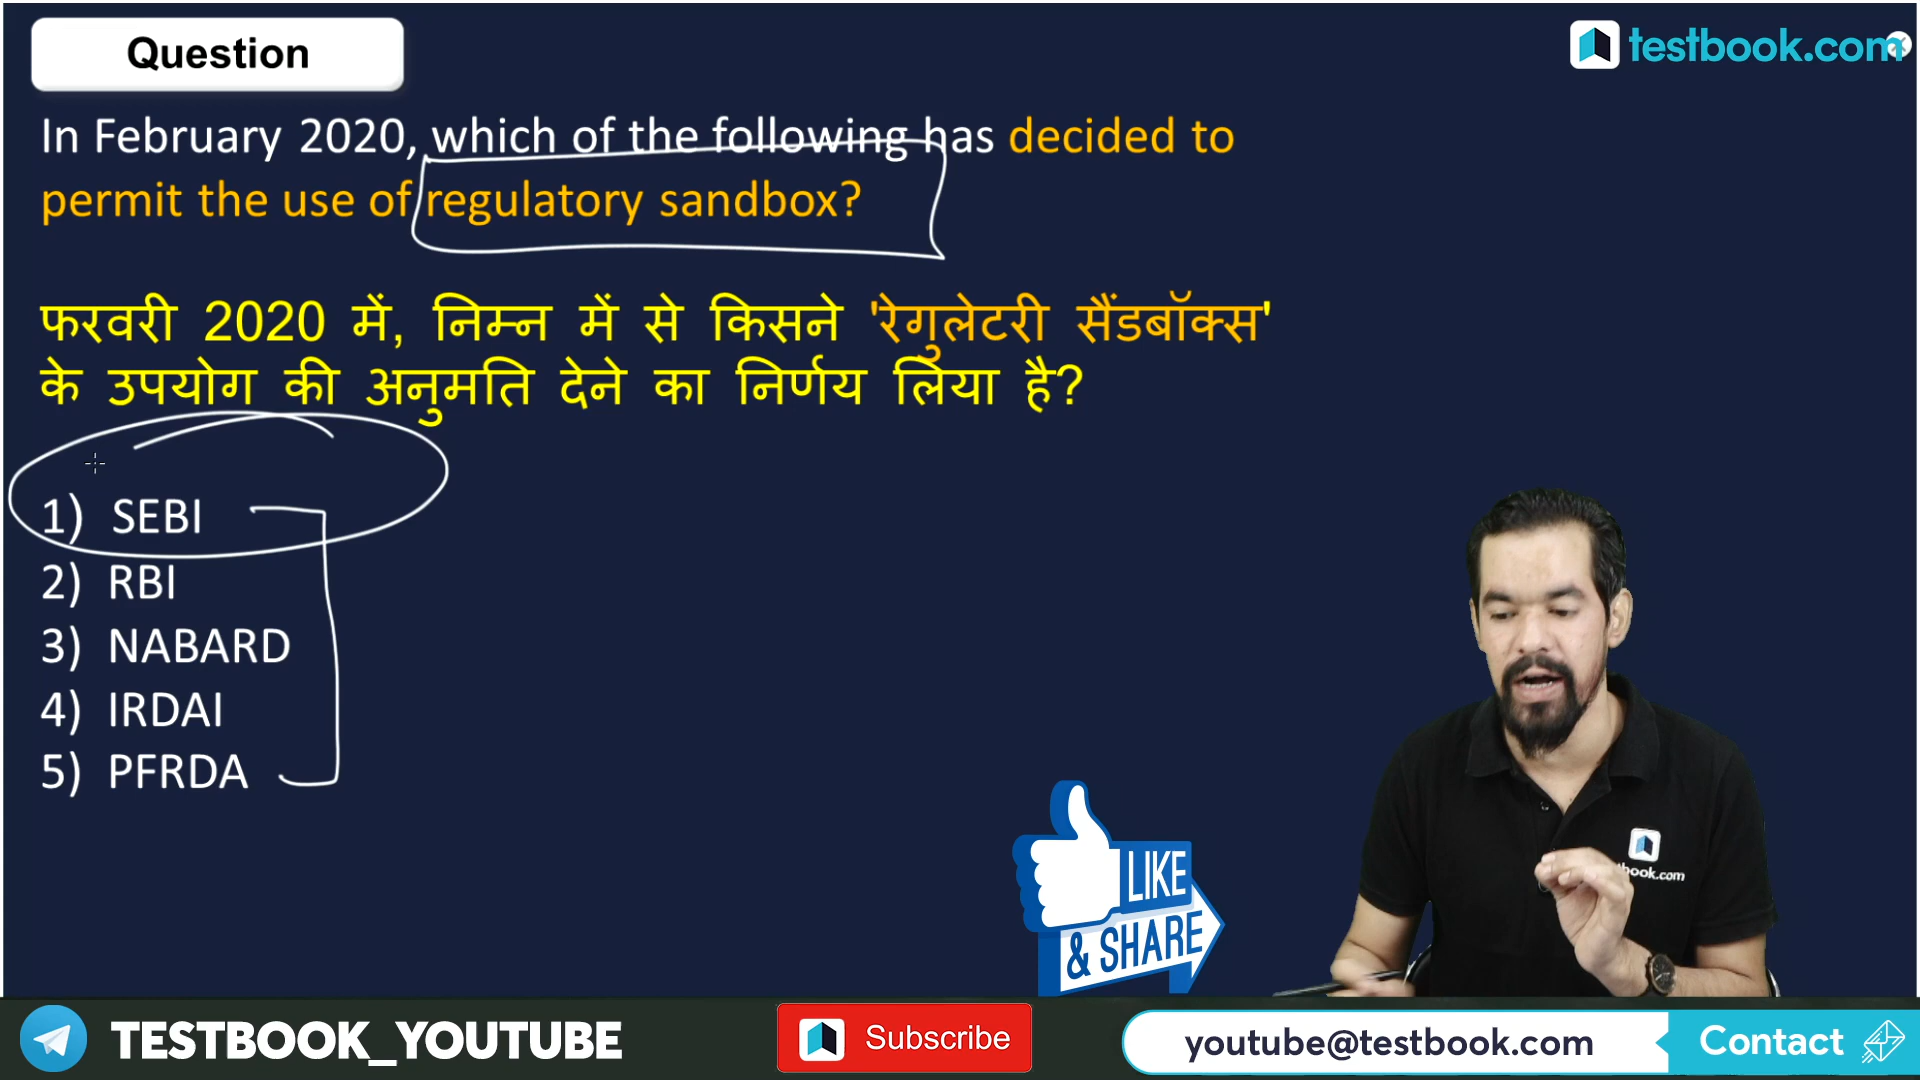 Question
testbook.com
In February 2020, which of the following has decided to
permit the use of regulatory sandbox?
फरवरी 2020 में, निम्न में से किसने 'रेगुलेटरी सैंडबॉक्स'
के उपयोग की अनुमति देने का निर्णय लिया है?
1) SEBI
2) RBI
3) NABARD
4) IRDAI
5) PFRDA
book.com
LIKE
& SHARE
TESTBOOK_YOUTUBE
Subscribe
youtube@testbook.com
Contact